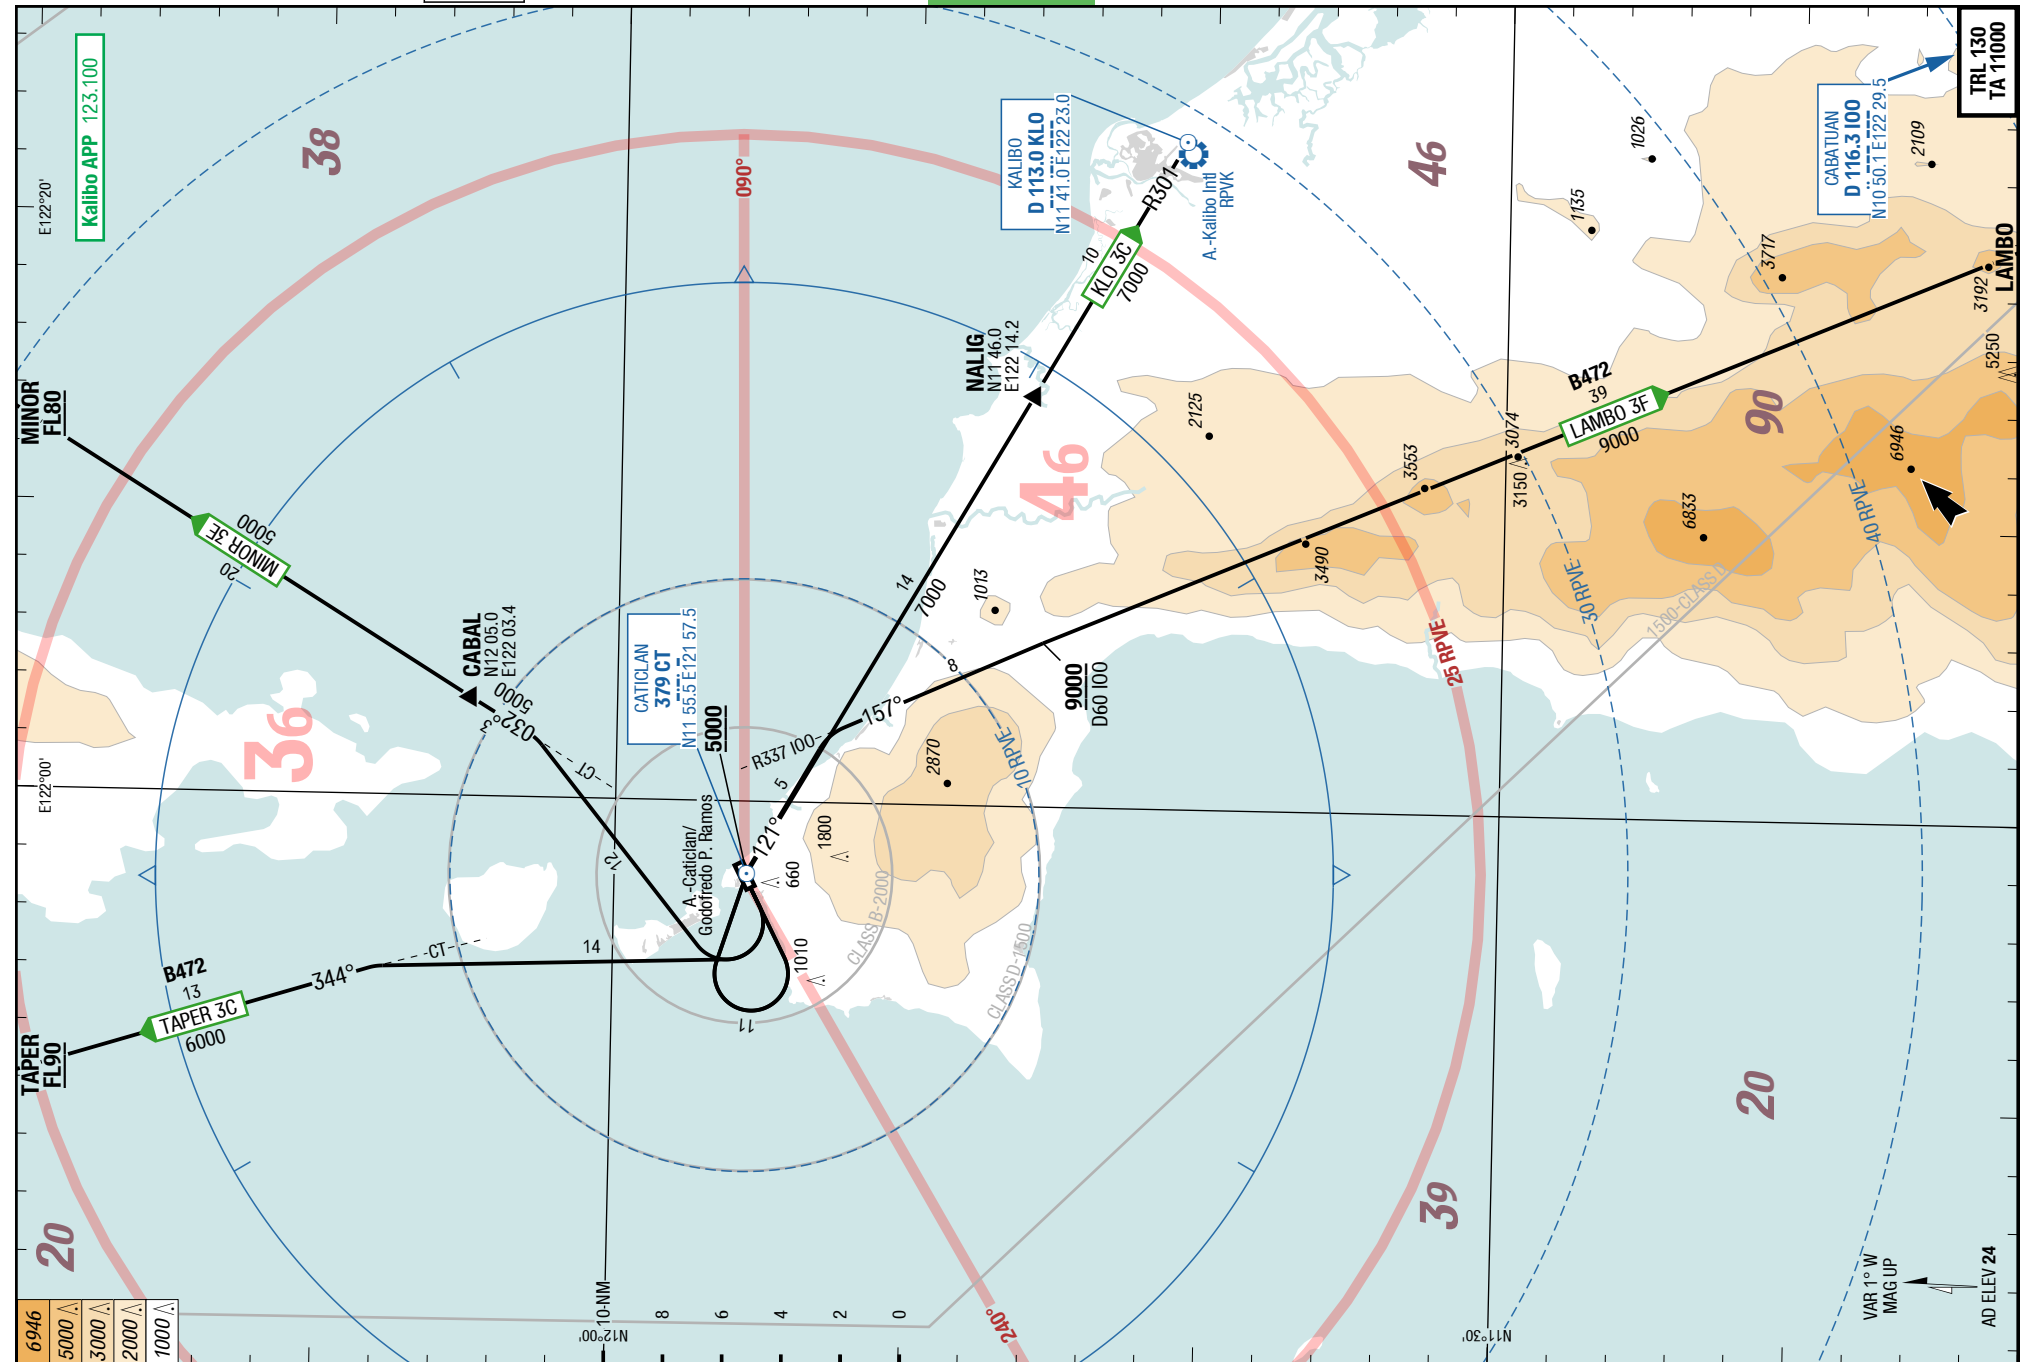 Kalibo APP 123.100
TRL 130
TA 11000
E122°20'
E122°00'
38
46
90
20
39
20
36
46
MINOR
FL80
MINOR 3E
5000
20
CABAL
N12 05.0
E122 03.4
5000
032°
3
CT
12
TAPER
FL90
B472
13
TAPER 3C
6000
344°
CT
14
11
CATICLAN
379 CT
N11 55.5 E121 57.5
5000
A.-Caticlan/
Godofredo P. Ramos
121°
5
R337 IOO
157°
8
9000
D60 IOO
14
7000
NALIG
N11 46.0
E122 14.2
10
KLO 3C
7000
R301
KALIBO
D 113.0 KLO
N11 41.0 E122 23.0
A.-Kalibo Intl
RPVK
CABATUAN
D 116.3 IOO
N10 50.1 E122 29.5
B472
39
LAMBO 3F
9000
LAMBO
090°
240°
25 RPVE
10 RPVE
30 RPVE
40 RPVE
CLASS B-2000
CLASS D-1500
1500-CLASS D
1026
2109
1135
3717
3192
5250
2125
3553
3074
3150
6946
6833
3490
1013
2870
1800
660
1010
N12°00'
N11°30'
10 NM
8
6
4
2
0
6946
5000
3000
2000
1000
VAR 1° W
MAG UP
AD ELEV 24